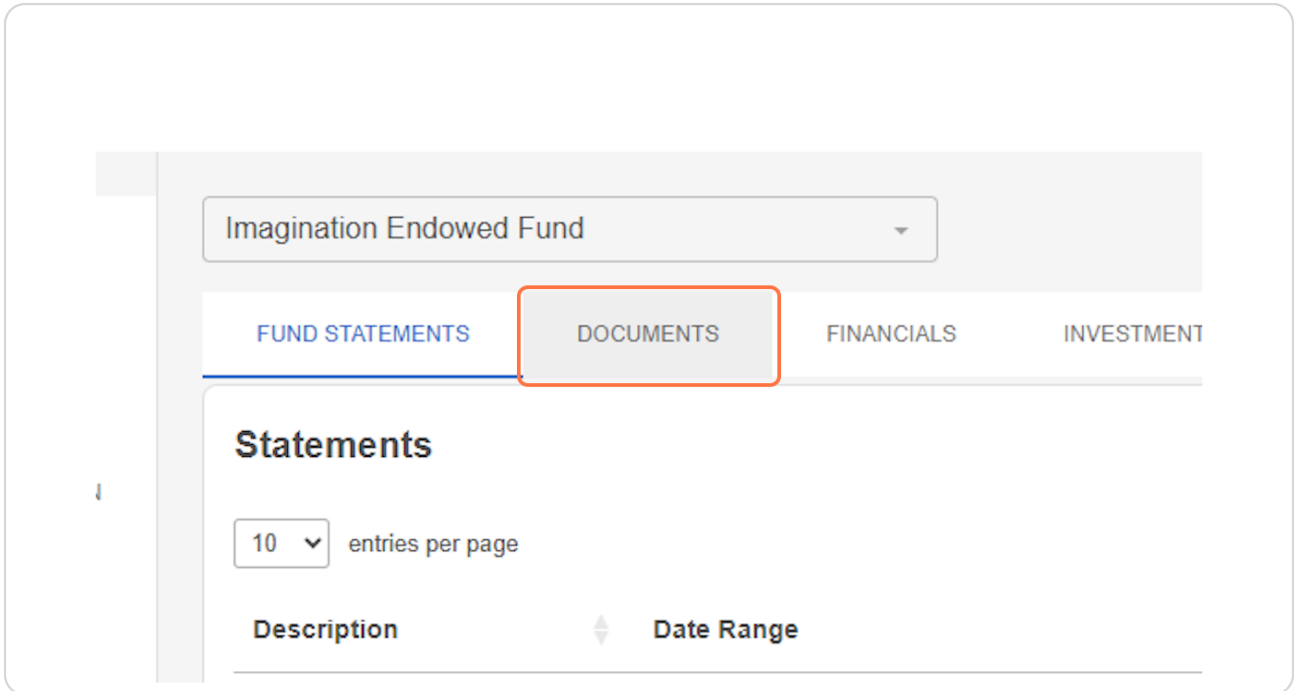 Imagination Endowed Fund
FUND STATEMENTS DOCUMENTS FINANCIALS INVESTMENT
Statements
10 entries per page
Description Date Range